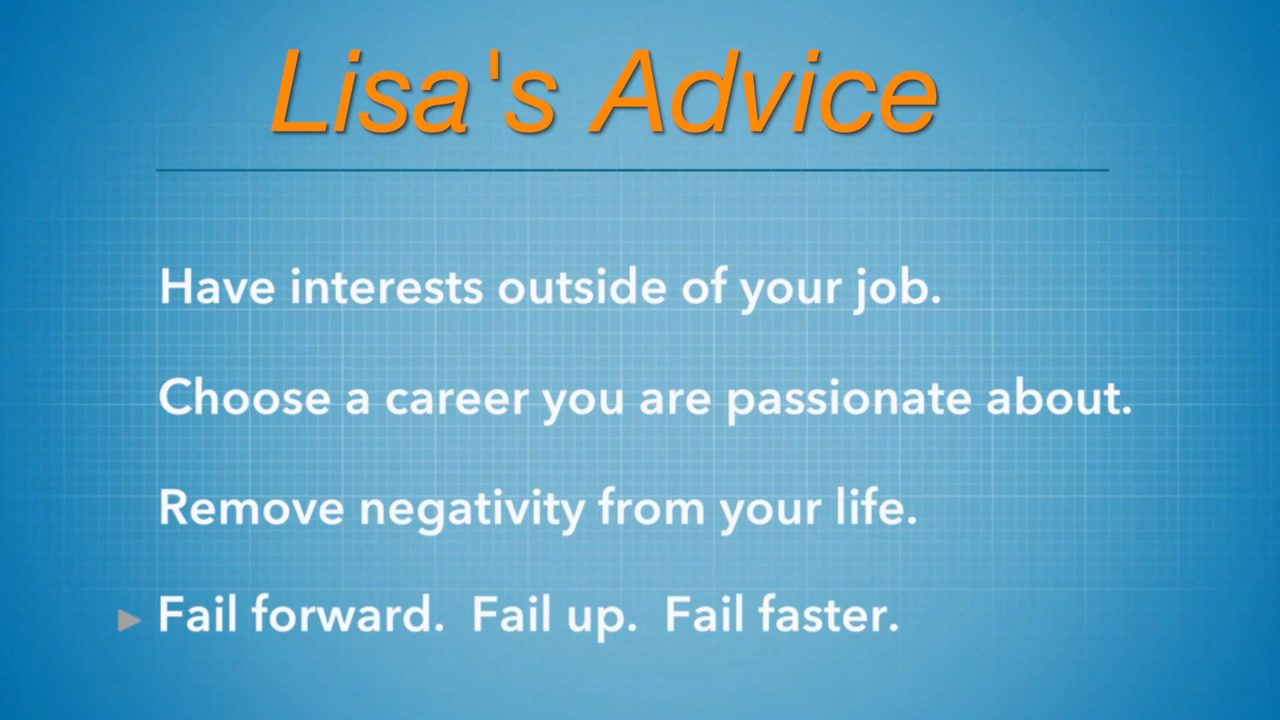 Lisa's Advice
Have interests outside of your job.
Choose a career you are passionate about.
Remove negativity from your life.
Fail forward. Fail up. Fail faster.